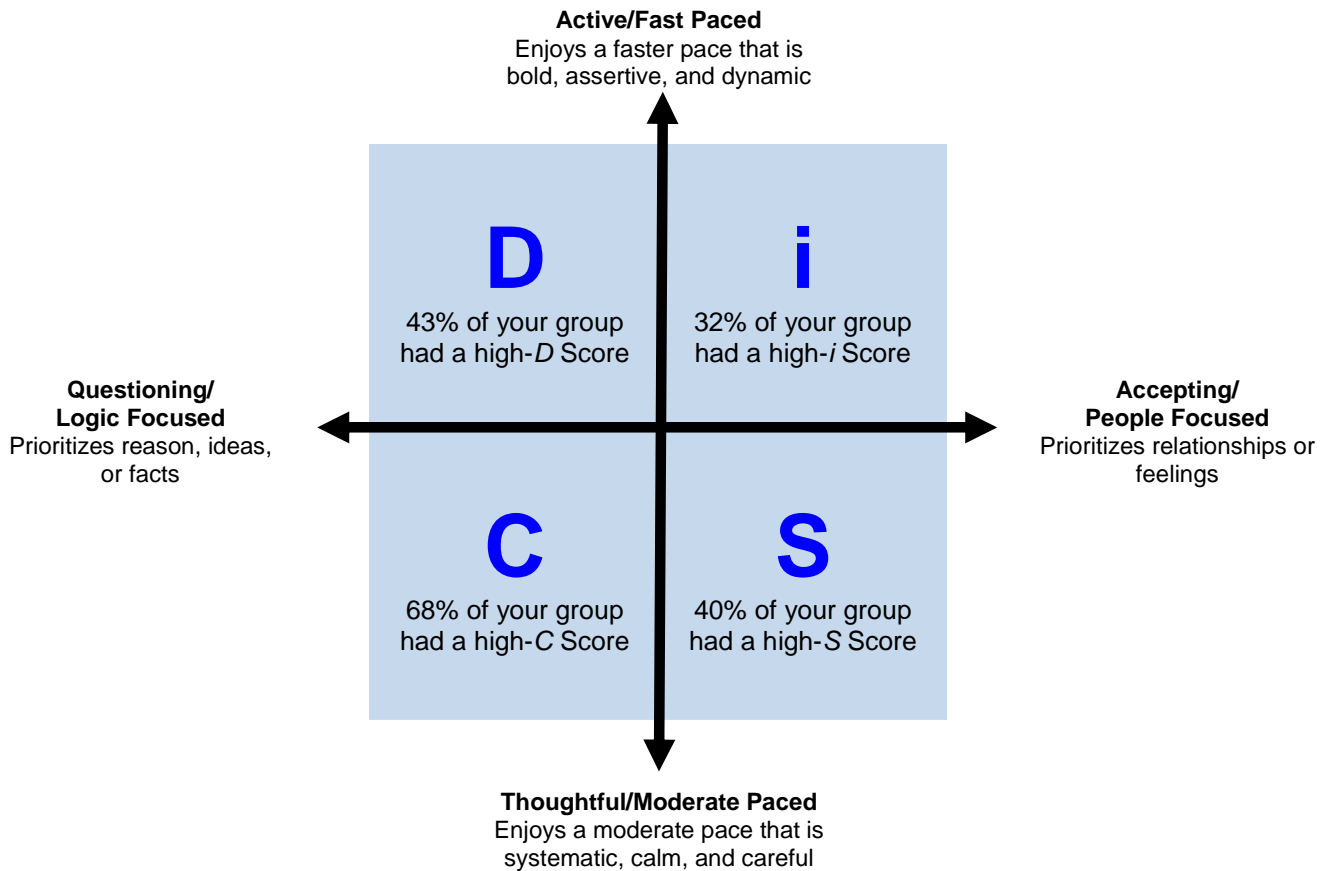 Active/Fast Paced
Enjoys a faster pace that is
bold, assertive, and dynamic
D
43% of your group
had a high-D Score
i
32% of your group
had a high-i Score
Questioning/
Logic Focused
Prioritizes reason, ideas,
or facts
Accepting/
People Focused
Prioritizes relationships or
feelings
C
68% of your group
had a high-C Score
S
40% of your group
had a high-S Score
Thoughtful/Moderate Paced
Enjoys a moderate pace that is
systematic, calm, and careful